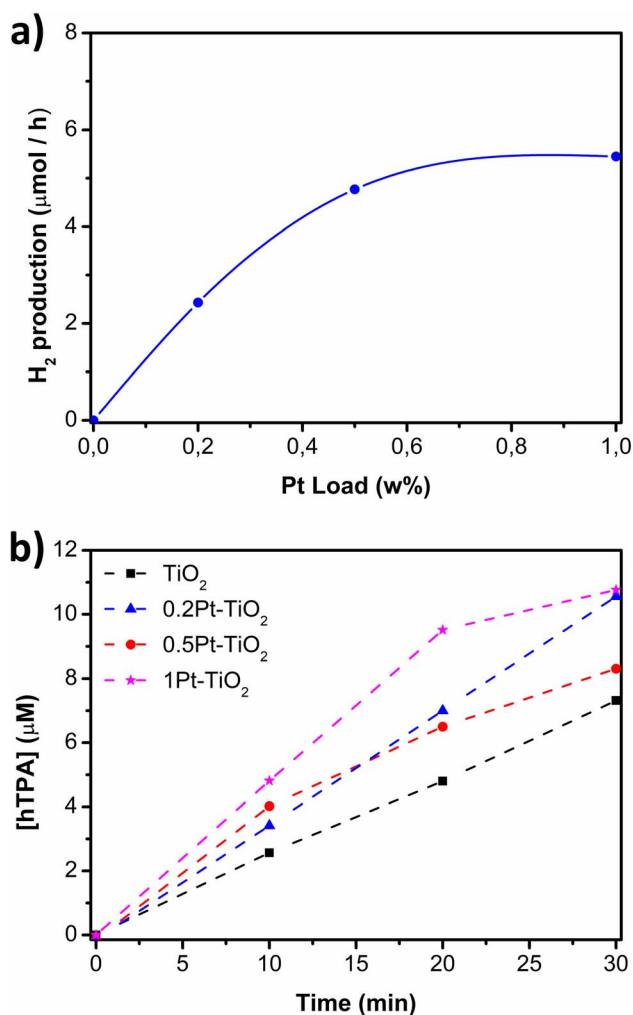 a)
H₂ production (μmol / h)
8
6
4
2
0
0,0 0,2 0,4 0,6 0,8 1,0
Pt Load (w%)
b)
[hTPA] (μM)
12
10
8
6
4
2
0
TiO₂
0.2Pt-TiO₂
0.5Pt-TiO₂
1Pt-TiO₂
0 5 10 15 20 25 30
Time (min)